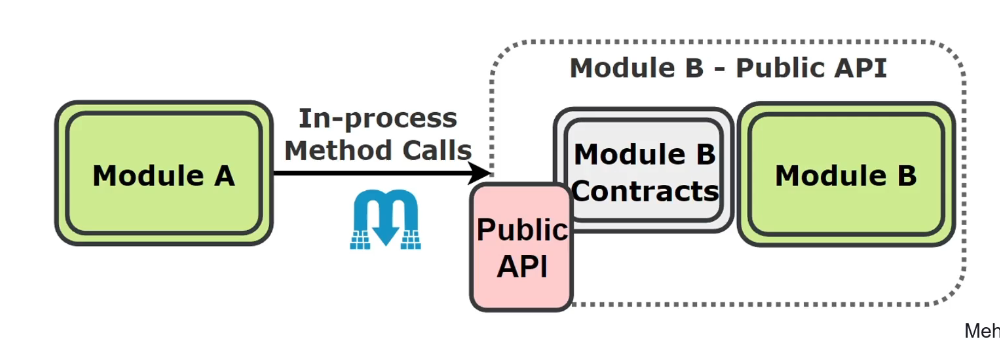 Module B - Public API
In-process
Method Calls
Module A
Module B
Contracts
Module B
Public
API
Meh